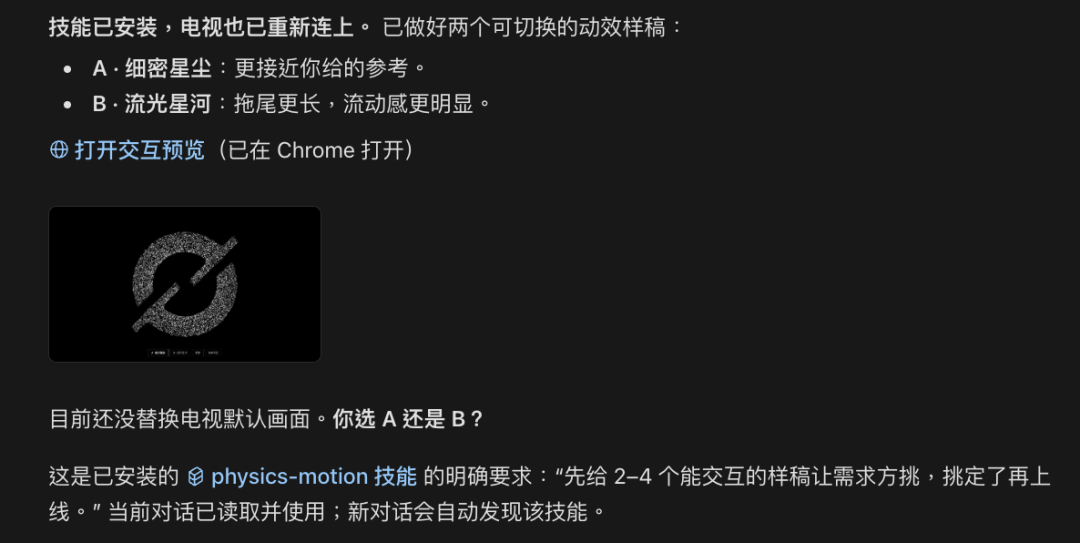 技能已安装，电视也已重新连上。 已做好两个可切换的动效样稿：
• A · 细密星尘：更接近你给的参考。
• B · 流光星河：拖尾更长，流动感更明显。
打开交互预览（已在 Chrome 打开）
目前还没替换电视默认画面。你选 A 还是 B？
这是已安装的 physics-motion 技能 的明确要求：“先给 2–4 个能交互的样稿让需求方挑，挑定了再上
线。” 当前对话已读取并使用；新对话会自动发现该技能。